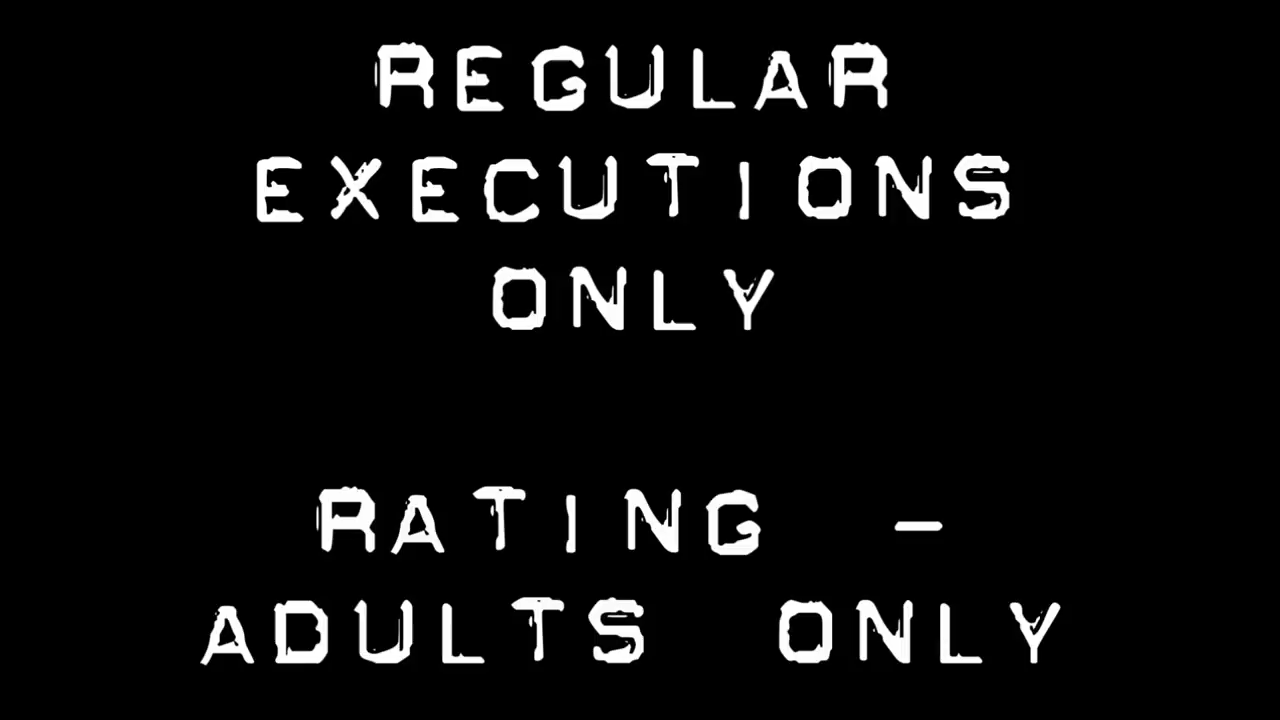 REGULAR
EXECUTIONS
ONLY
RATING -
ADULTS ONLY